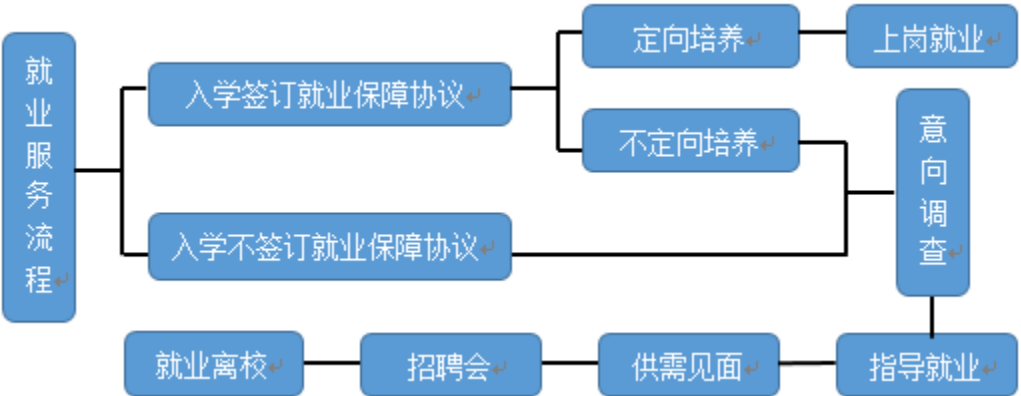 就业服务流程
入学签订就业保障协议
定向培养
上岗就业
不定向培养
入学不签订就业保障协议
意向调查
指导就业
供需见面
招聘会
就业离校